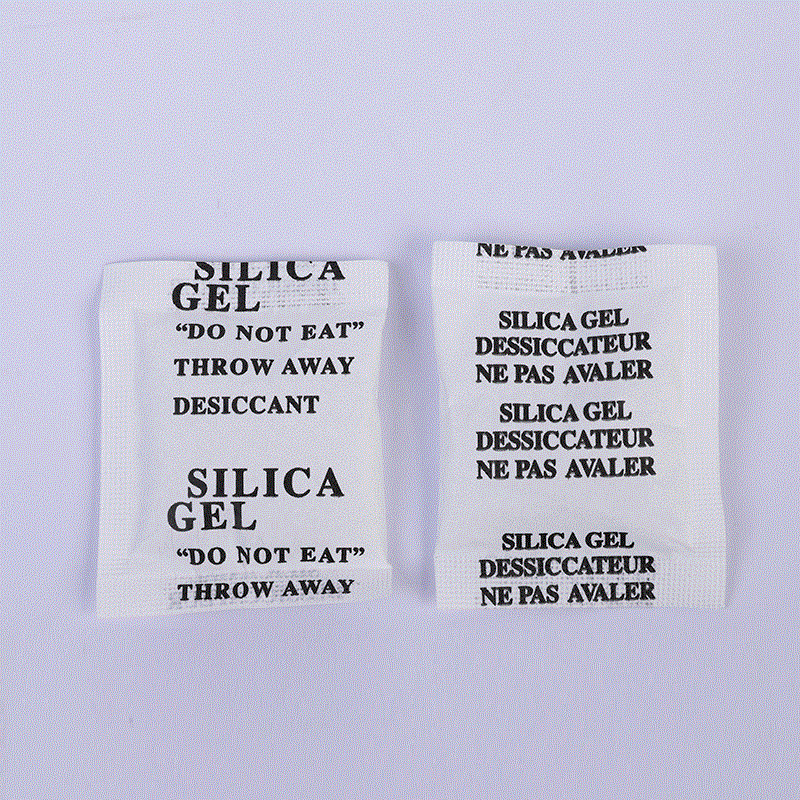 SILICA
GEL
“DO NOT EAT”
THROW AWAY
DESICCANT
SILICA
GEL
“DO NOT EAT”
THROW AWAY
NE PAS AVALER
SILICA GEL
DESSICCATEUR
NE PAS AVALER
SILICA GEL
DESSICCATEUR
NE PAS AVALER
SILICA GEL
DESSICCATEUR
NE PAS AVALER